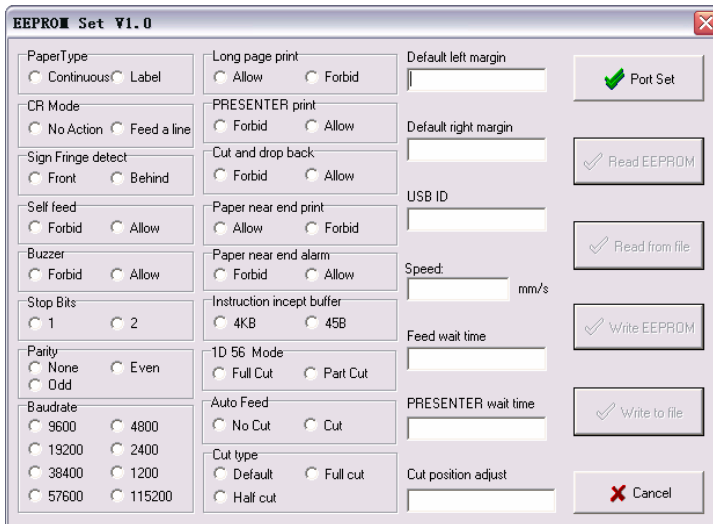 EEPROM Set V1.0
PaperType
Continuous Label
CR Mode
No Action Feed a line
Sign Fringe detect
Front Behind
Self feed
Forbid Allow
Buzzer
Forbid Allow
Stop Bits
1 2
Parity
None Even
Odd
Baudrate
9600 4800
19200 2400
38400 1200
57600 115200
Long page print
Allow Forbid
PRESENTER print
Forbid Allow
Cut and drop back
Forbid Allow
Paper near end print
Allow Forbid
Paper near end alarm
Forbid Allow
Instruction incept buffer
4KB 45B
1D 56 Mode
Full Cut Part Cut
Auto Feed
No Cut Cut
Cut type
Default Full cut
Half cut
Default left margin
Default right margin
USB ID
Speed:
mm/s
Feed wait time
PRESENTER wait time
Cut position adjust
Port Set
Read EEPROM
Read from file
Write EEPROM
Write to file
Cancel